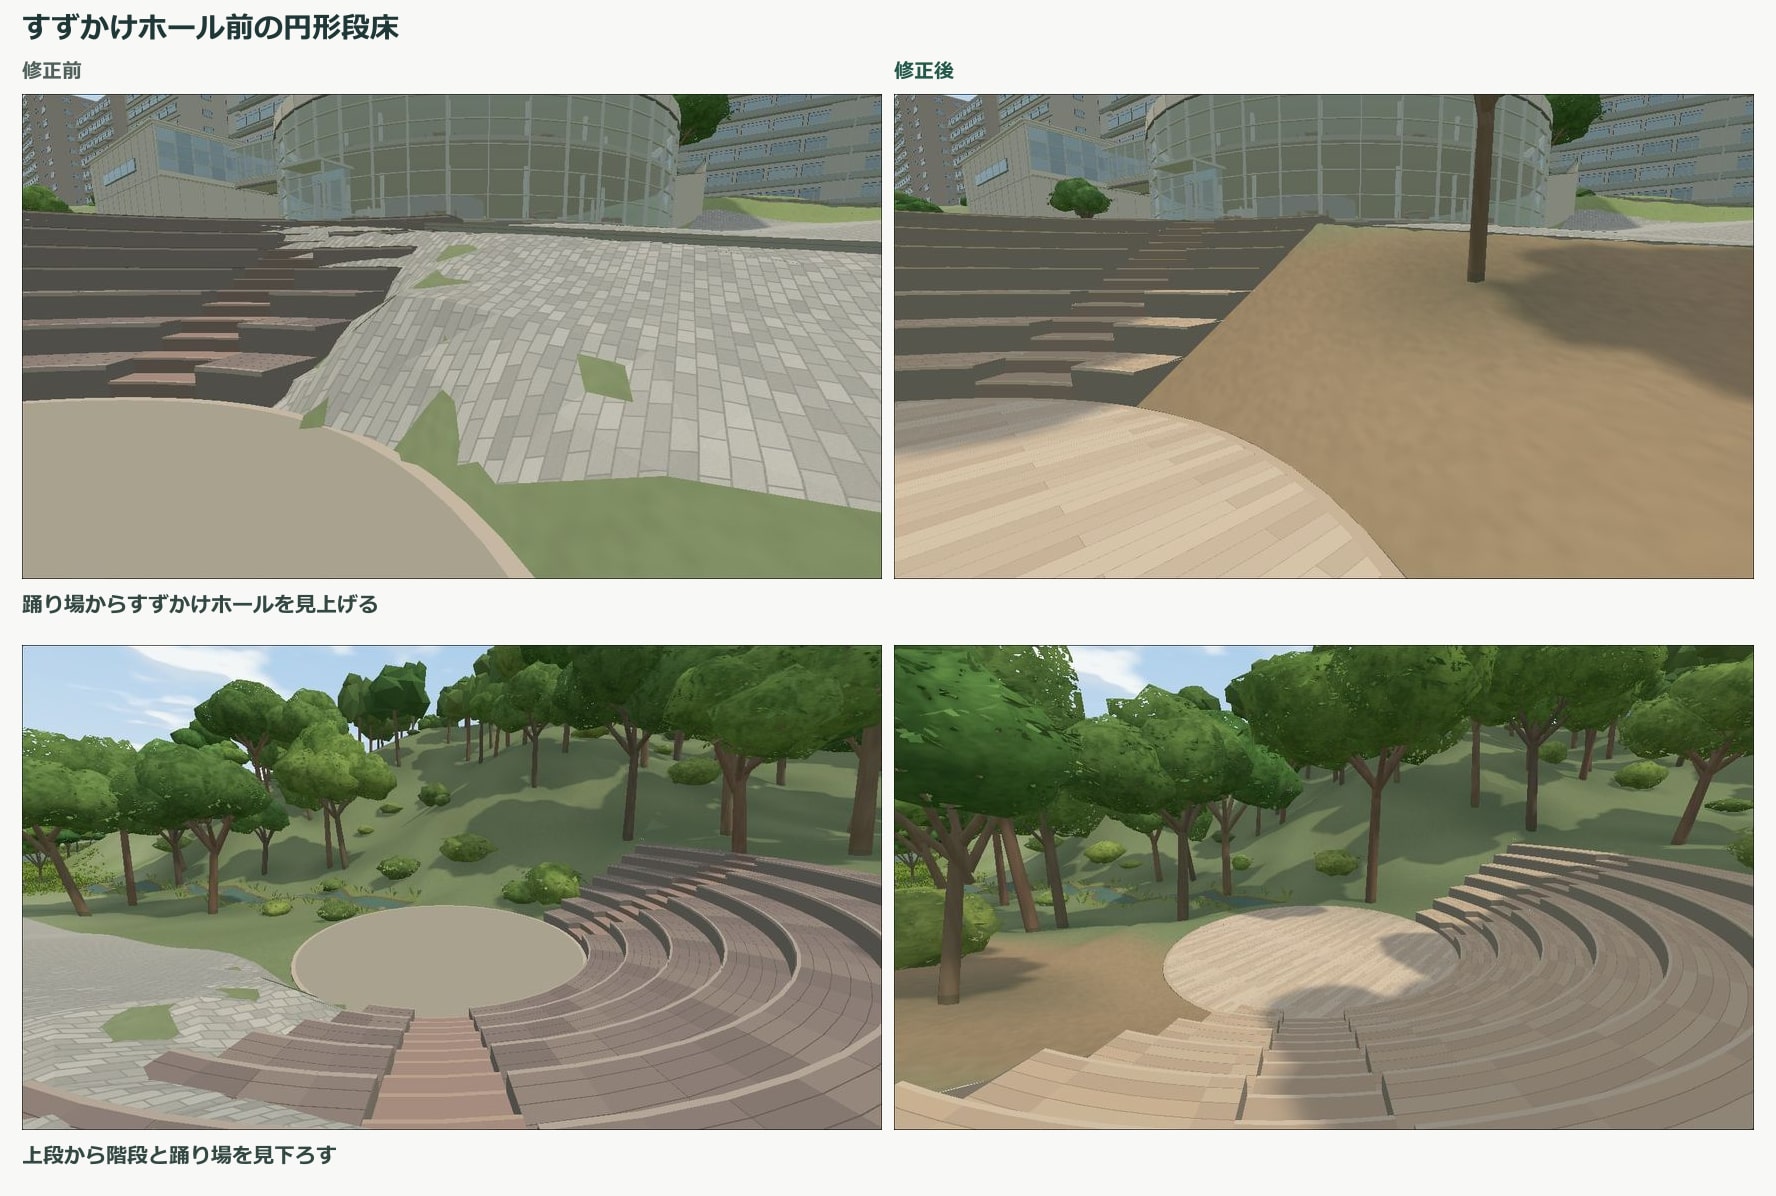 すずかけホール前の円形段床
修正前
修正後
踊り場からすずかけホールを見上げる
上段から階段と踊り場を見下ろす